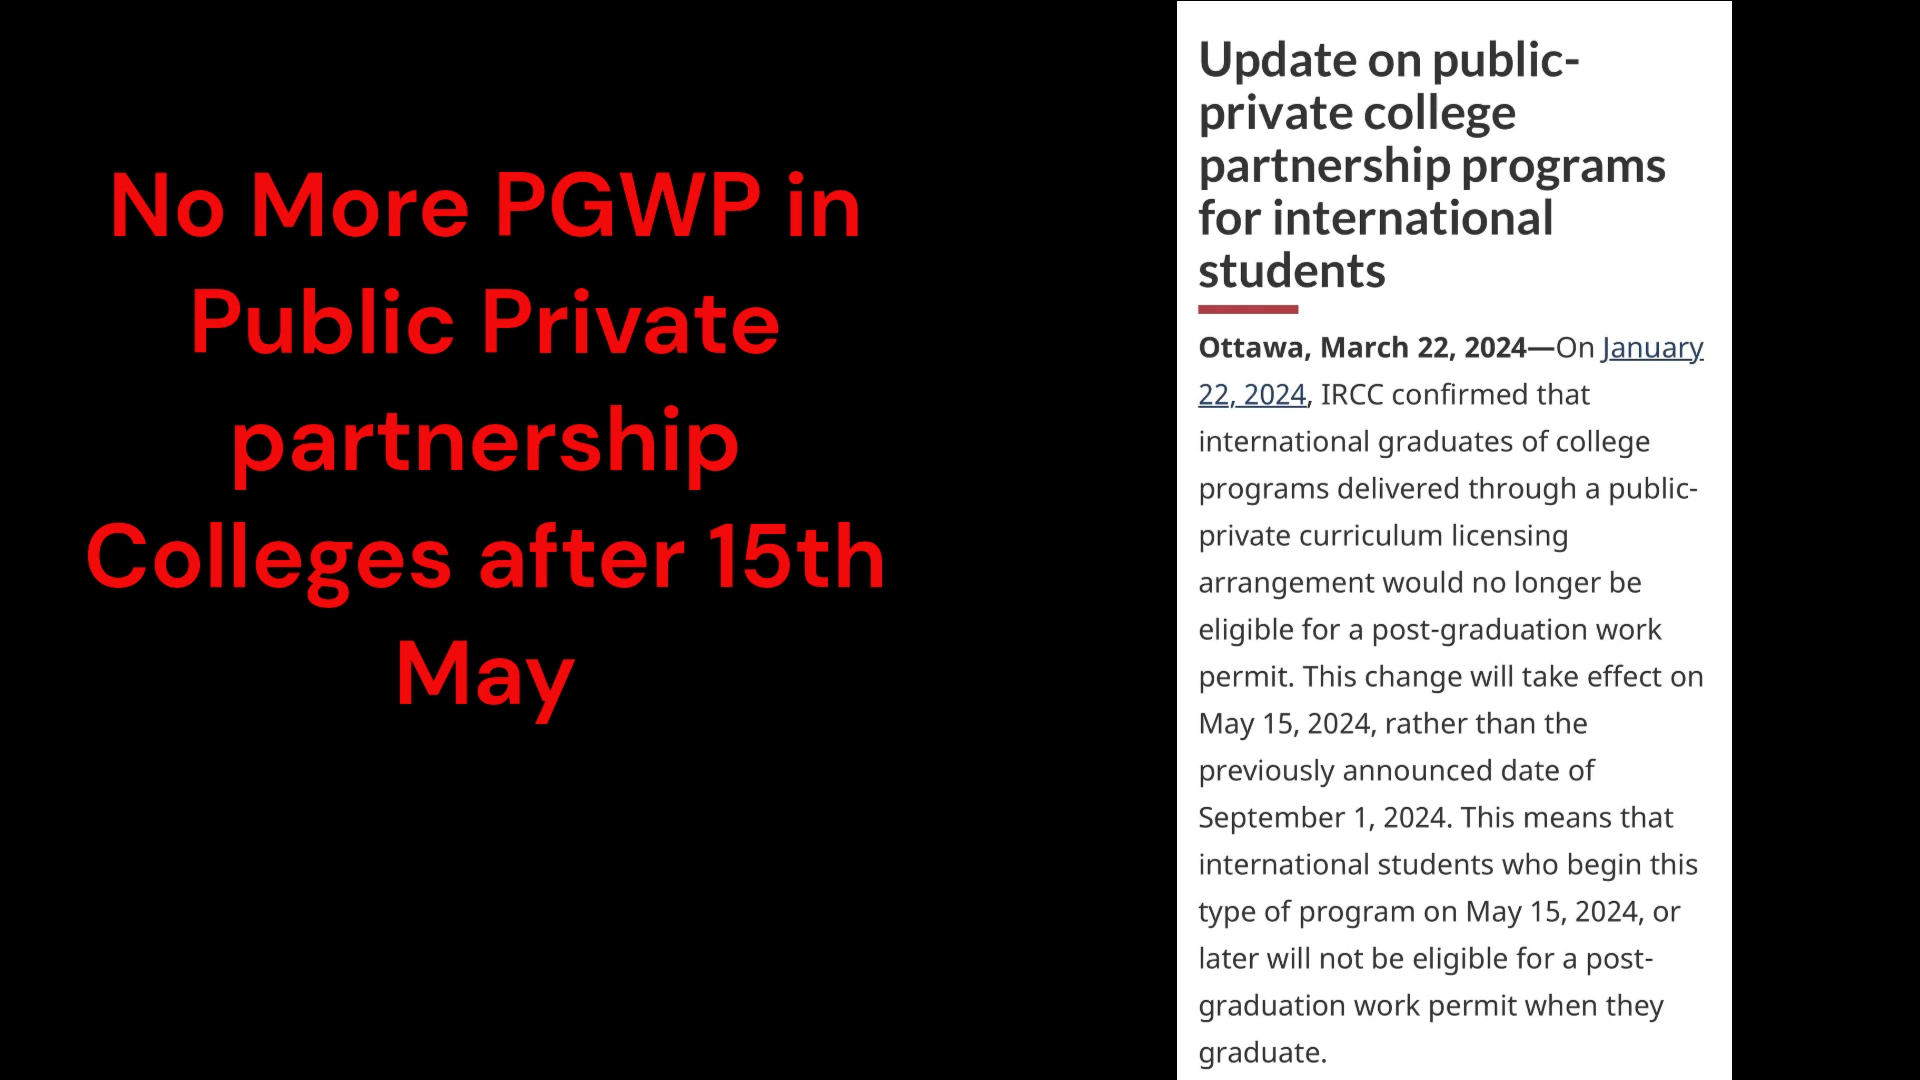 No More PGWP in
Public Private
partnership
Colleges after 15th
May
Update on public-
private college
partnership programs
for international
students
Ottawa, March 22, 2024—On January
22, 2024, IRCC confirmed that
international graduates of college
programs delivered through a public-
private curriculum licensing
arrangement would no longer be
eligible for a post-graduation work
permit. This change will take effect on
May 15, 2024, rather than the
previously announced date of
September 1, 2024. This means that
international students who begin this
type of program on May 15, 2024, or
later will not be eligible for a post-
graduation work permit when they
graduate.